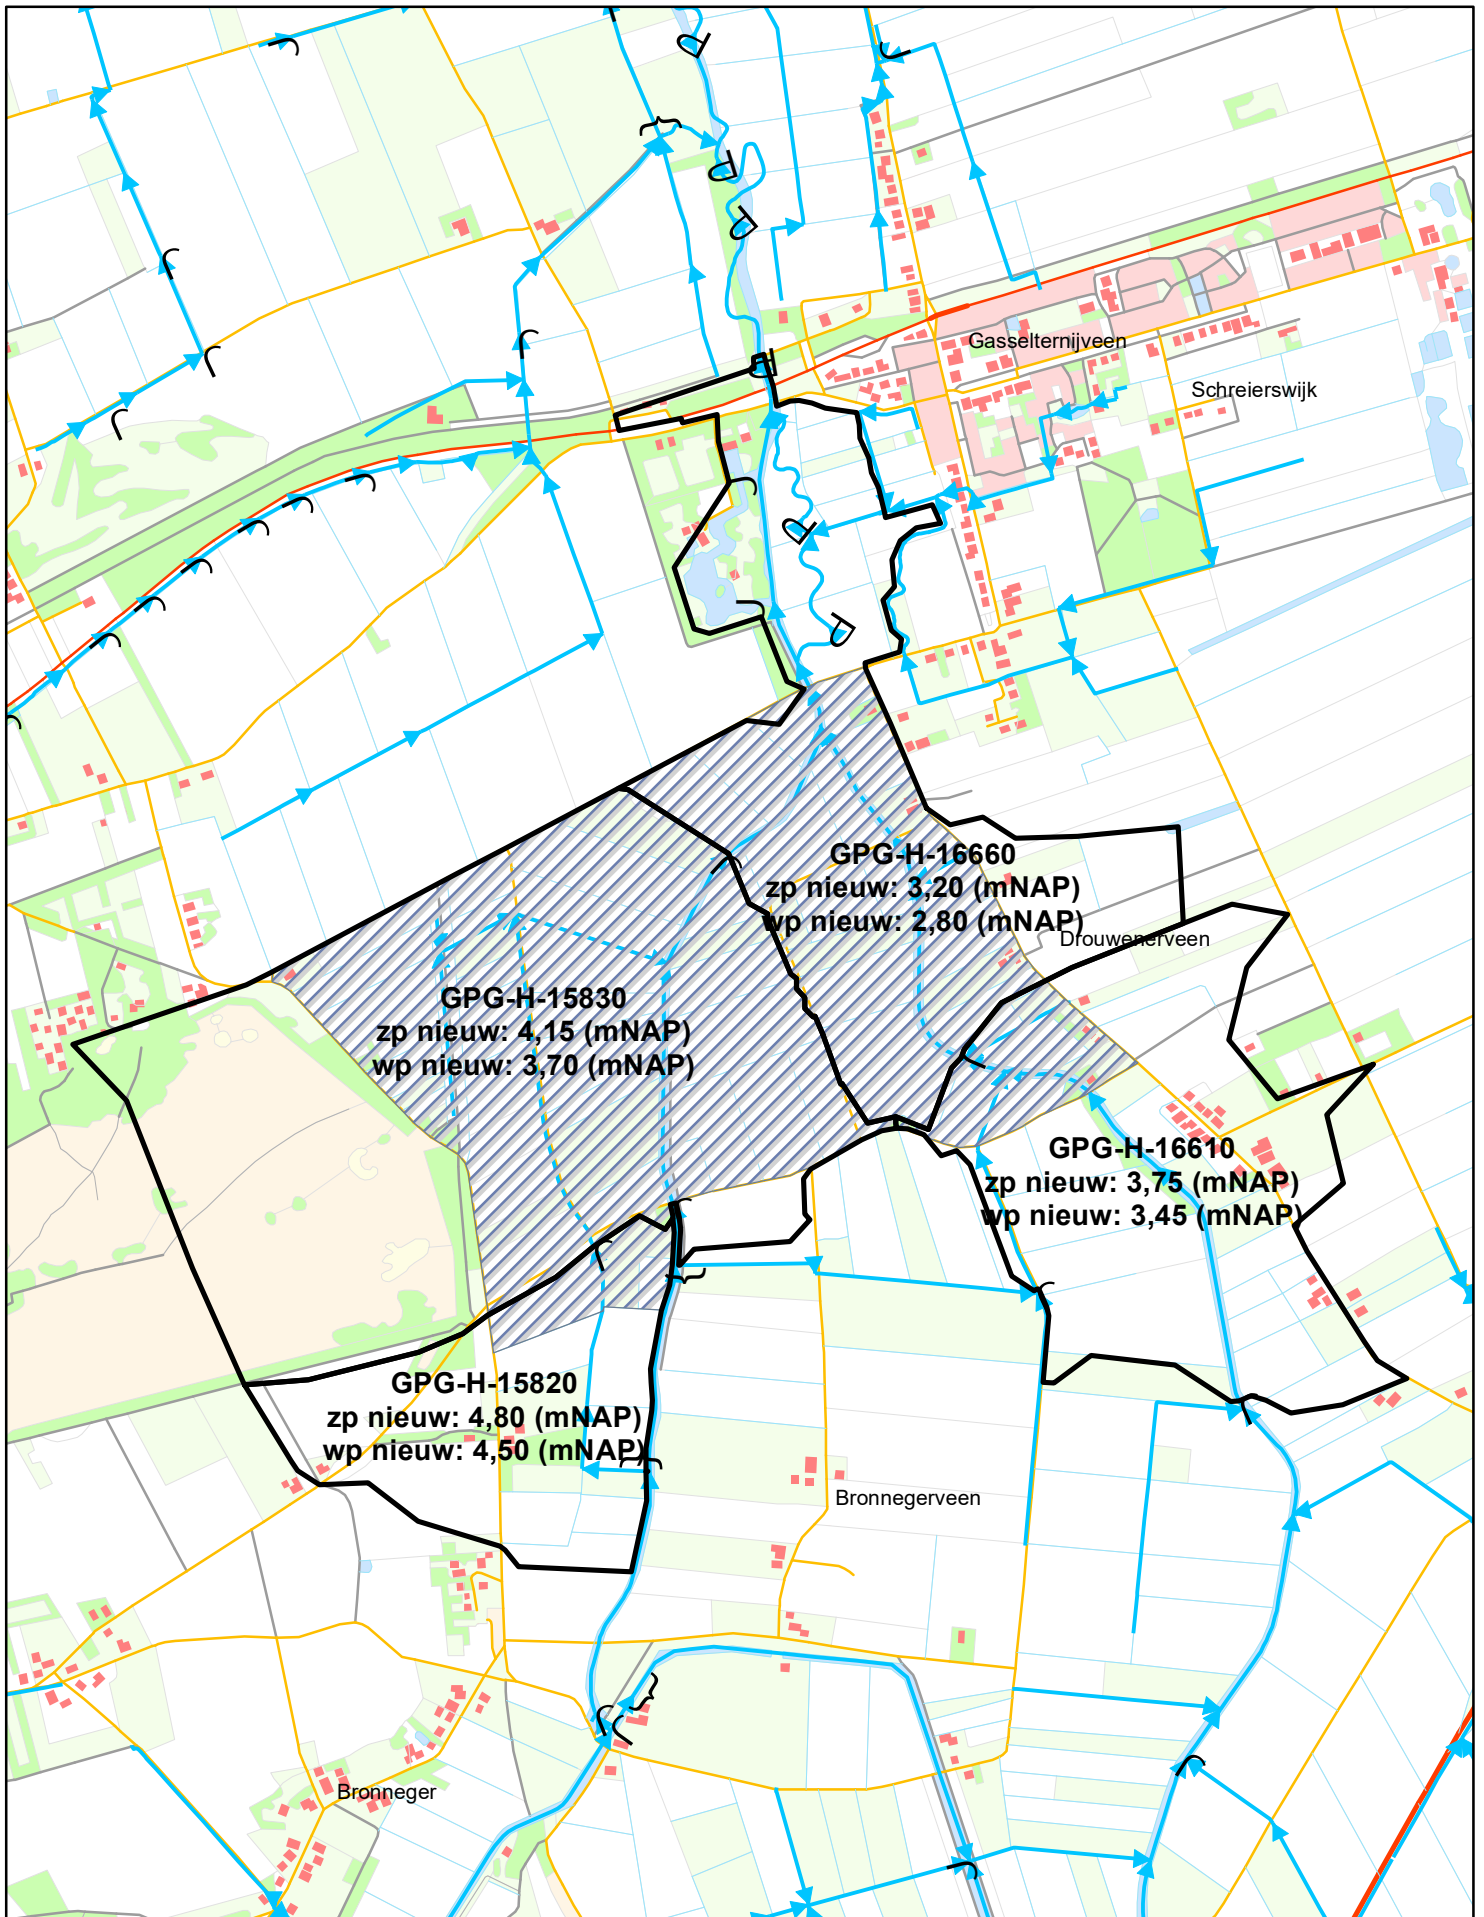 Gasselternijveen
Schreierswijk
GPG-H-16660
zp nieuw: 3,20 (mNAP)
wp nieuw: 2,80 (mNAP)
Drouwenerveen
GPG-H-15830
zp nieuw: 4,15 (mNAP)
wp nieuw: 3,70 (mNAP)
GPG-H-16610
zp nieuw: 3,75 (mNAP)
wp nieuw: 3,45 (mNAP)
GPG-H-15820
zp nieuw: 4,80 (mNAP)
wp nieuw: 4,50 (mNAP)
Bronnegerveen
Bronneger